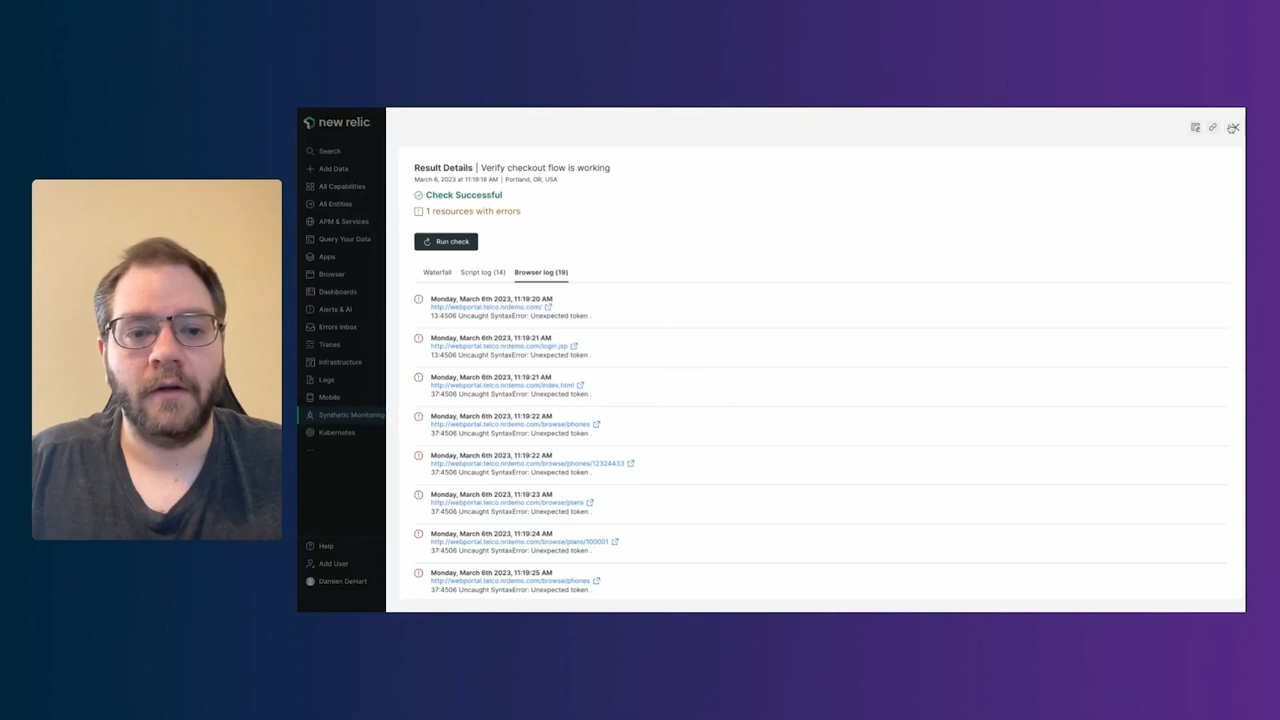 new relic
Search
Add Data
All Capabilities
All Entities
APM & Services
Query Your Data
Apps
Browser
Dashboards
Alerts & AI
Errors Inbox
Traces
Infrastructure
Logs
Mobile
Synthetic Monitoring
Kubernetes
...
Help
Add User
Damien DeHart
Result Details | Verify checkout flow is working
March 6, 2023 at 11:19:18 AM | Portland, OR, USA
Check Successful
1 resources with errors
Run check
Waterfall Script log (14) Browser log (19)
Monday, March 6th 2023, 11:19:20 AM
http://webportal.telco.nrdemo.com/
13:4506 Uncaught SyntaxError: Unexpected token .
Monday, March 6th 2023, 11:19:21 AM
http://webportal.telco.nrdemo.com/login.jsp
13:4506 Uncaught SyntaxError: Unexpected token .
Monday, March 6th 2023, 11:19:21 AM
http://webportal.telco.nrdemo.com/index.html
37:4506 Uncaught SyntaxError: Unexpected token .
Monday, March 6th 2023, 11:19:22 AM
http://webportal.telco.nrdemo.com/browse/phones
37:4506 Uncaught SyntaxError: Unexpected token .
Monday, March 6th 2023, 11:19:22 AM
http://webportal.telco.nrdemo.com/browse/phones/12324433
37:4506 Uncaught SyntaxError: Unexpected token .
Monday, March 6th 2023, 11:19:23 AM
http://webportal.telco.nrdemo.com/browse/plans
37:4506 Uncaught SyntaxError: Unexpected token .
Monday, March 6th 2023, 11:19:24 AM
http://webportal.telco.nrdemo.com/browse/plans/100001
37:4506 Uncaught SyntaxError: Unexpected token .
Monday, March 6th 2023, 11:19:25 AM
http://webportal.telco.nrdemo.com/browse/phones
37:4506 Uncaught SyntaxError: Unexpected token .